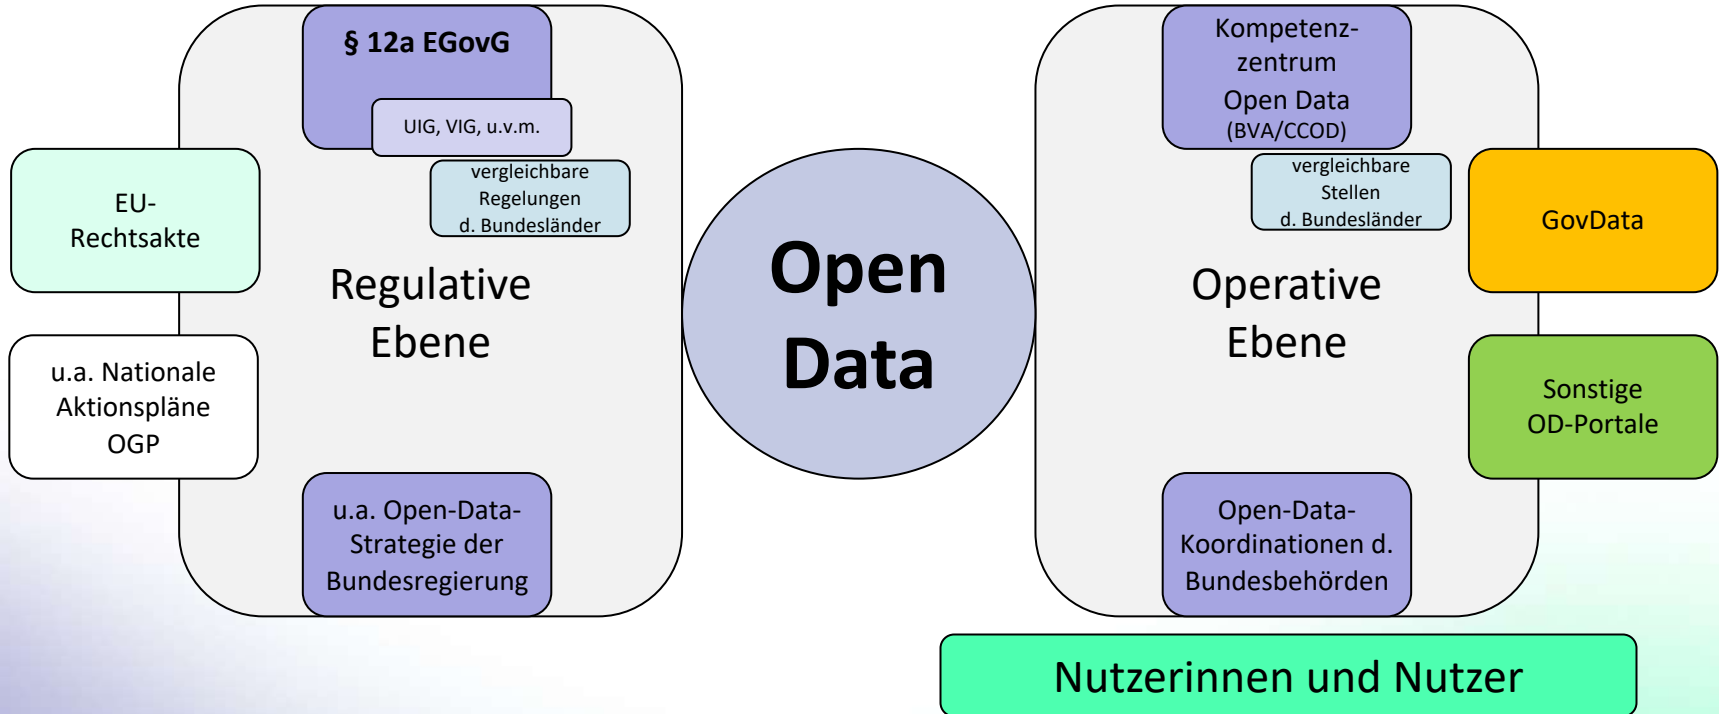 § 12a EGovG
UIG, VIG, u.v.m.
vergleichbare
Regelungen
d. Bundesländer
EU-
Rechtsakte
Regulative
Ebene
u.a. Nationale
Aktionspläne
OGP
u.a. Open-Data-
Strategie der
Bundesregierung
Open
Data
Kompetenz-
zentrum
Open Data
(BVA/CCOD)
vergleichbare
Stellen
d. Bundesländer
GovData
Operative
Ebene
Sonstige
OD-Portale
Open-Data-
Koordinationen d.
Bundesbehörden
Nutzerinnen und Nutzer